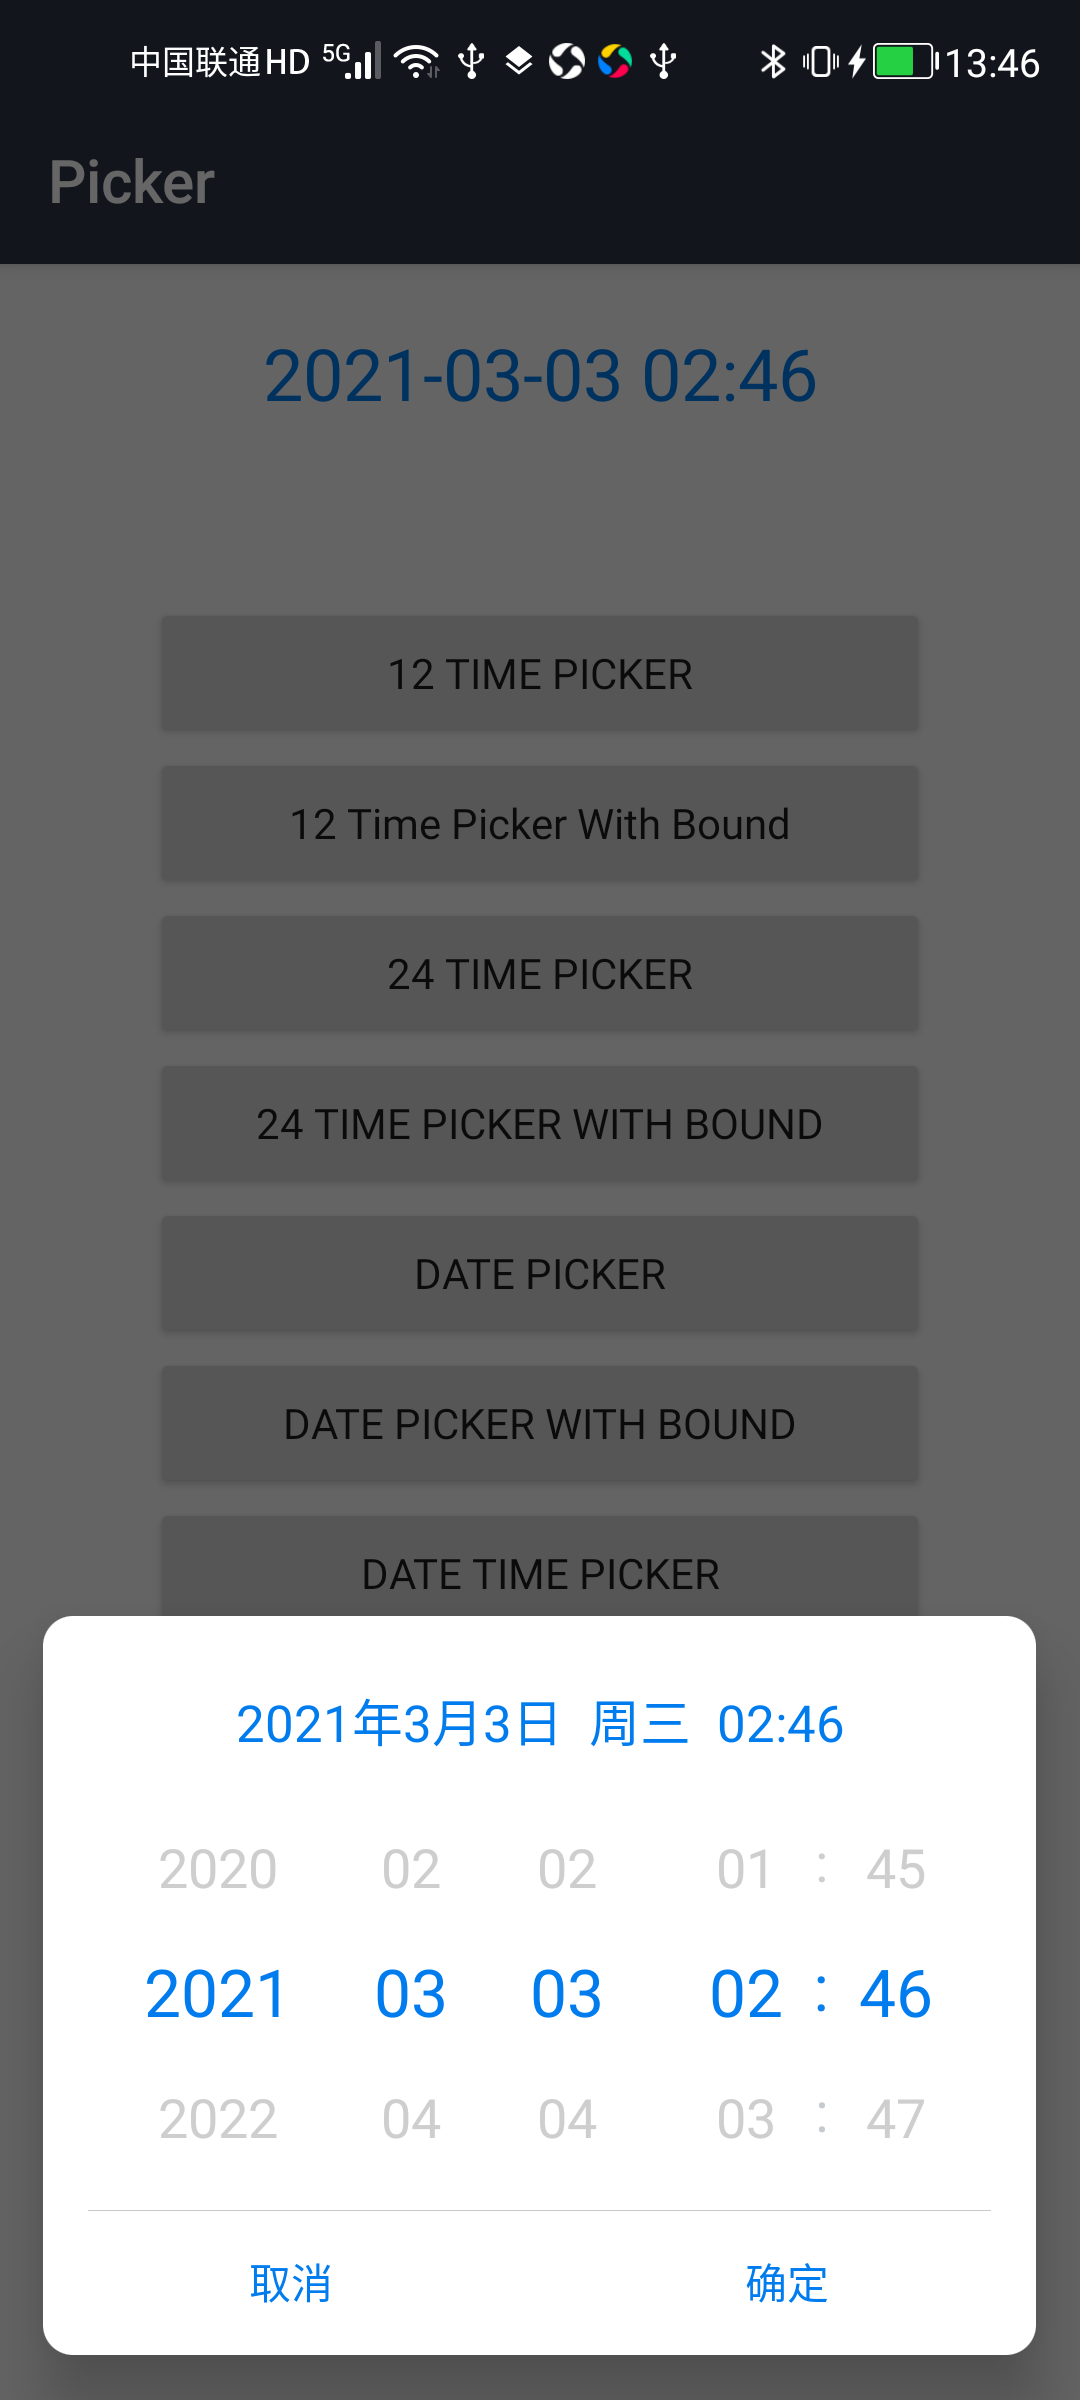 中国联通HD 5G 13:46
Picker
2021-03-03 02:46
12 TIME PICKER
12 Time Picker With Bound
24 TIME PICKER
24 TIME PICKER WITH BOUND
DATE PICKER
DATE PICKER WITH BOUND
DATE TIME PICKER
2021年3月3日 周三 02:46
2020 02 02 01 : 45
2021 03 03 02 : 46
2022 04 04 03 : 47
取消 确定